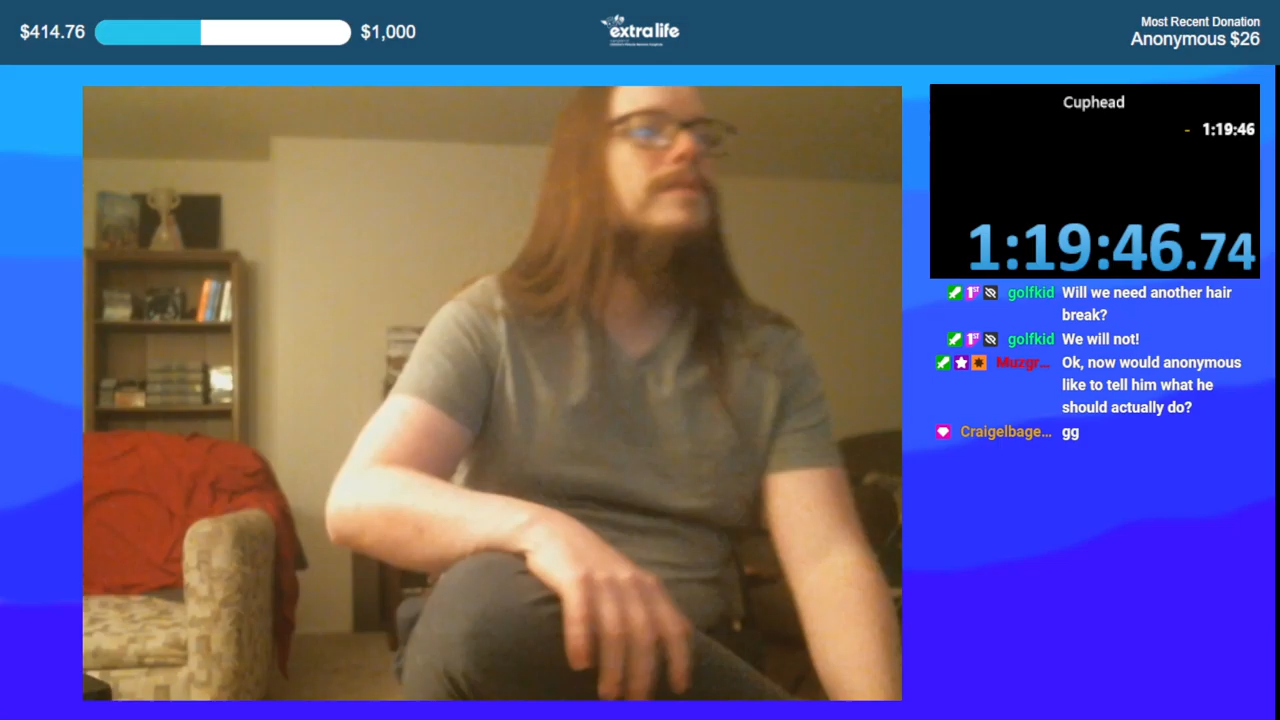 $414.76
$1,000
extralife
Most Recent Donation
Anonymous $26
Cuphead
- 1:19:46
1:19:46.74
golfkid Will we need another hair
break?
golfkid We will not!
Muzgr... Ok, now would anonymous
like to tell him what he
should actually do?
Craigelbage... gg